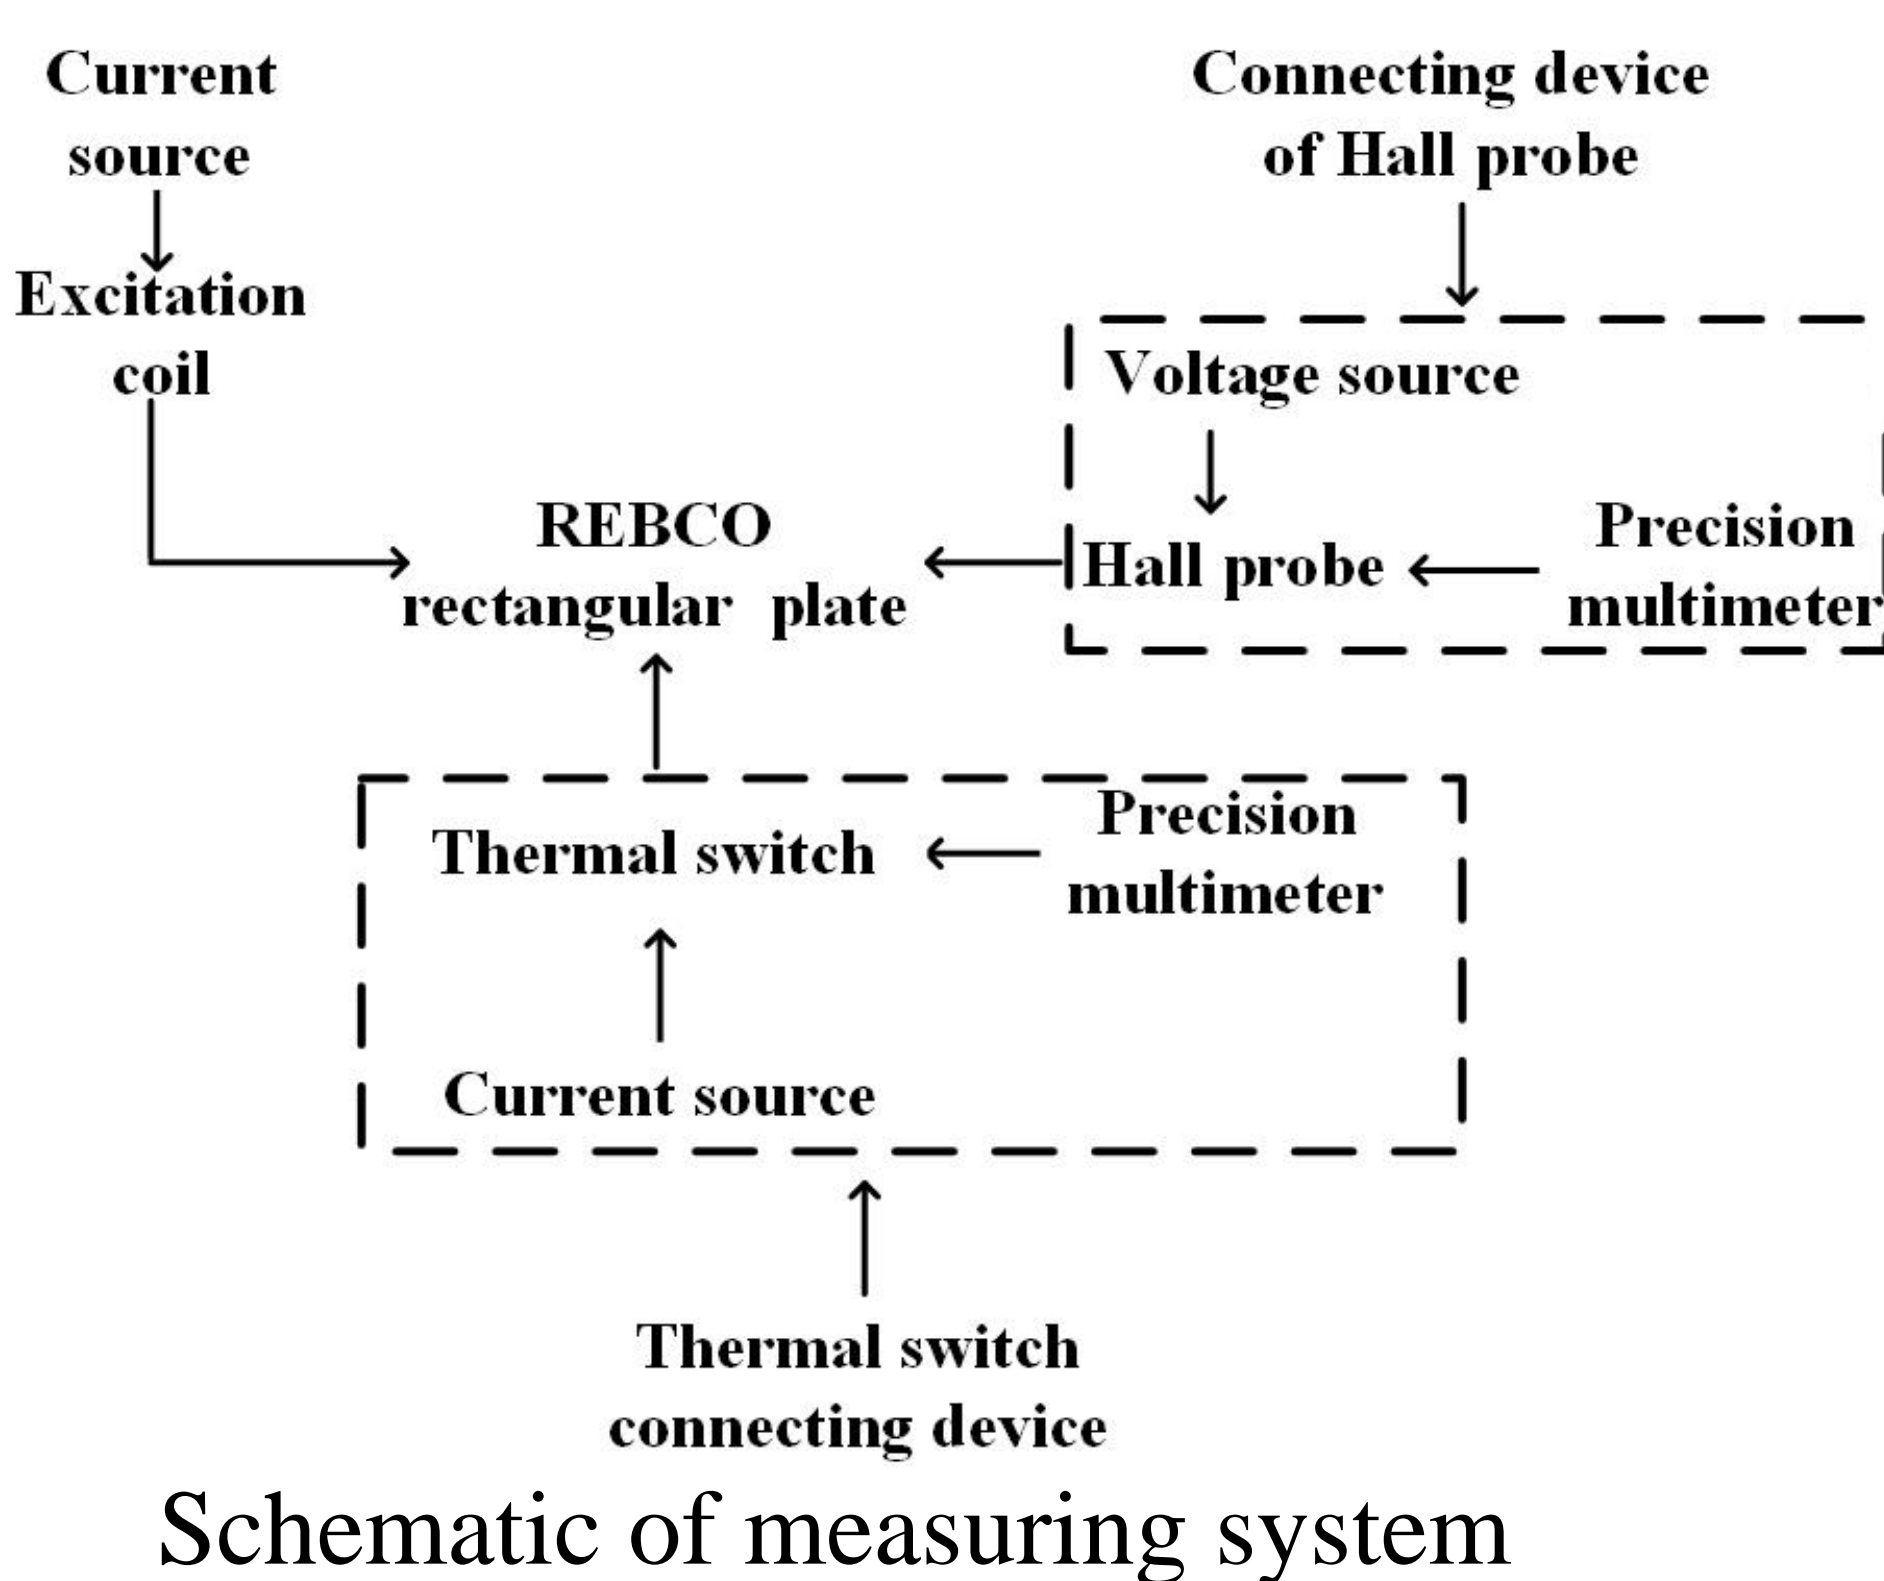 Current
source
Excitation
coil
Connecting device
of Hall probe
Voltage source
Hall probe
Precision
multimeter
REBCO
rectangular plate
Thermal switch
Precision
multimeter
Current source
Thermal switch
connecting device
Schematic of measuring system